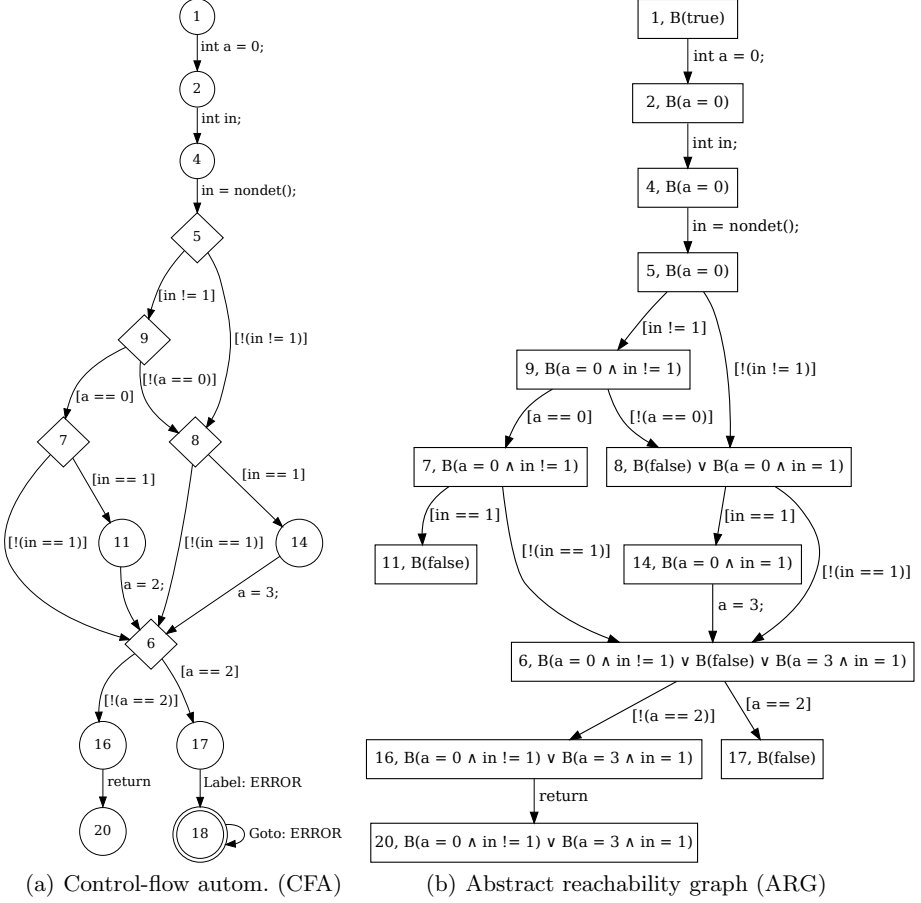 1
int a = 0;
2
int in;
4
in = nondet();
5
[in != 1]
[!(in != 1)]
9
[a == 0]
[!(a == 0)]
7
8
[in == 1]
[in == 1]
[!(in == 1)]
11
[!(in == 1)]
14
a = 2;
a = 3;
6
[a == 2]
[!(a == 2)]
16
17
return
Label: ERROR
20
18
Goto: ERROR
(a) Control-flow autom. (CFA)
1, B(true)
int a = 0;
2, B(a = 0)
int in;
4, B(a = 0)
in = nondet();
5, B(a = 0)
[in != 1]
[!(in != 1)]
9, B(a = 0 ∧ in != 1)
[a == 0]
[!(a == 0)]
7, B(a = 0 ∧ in != 1)
8, B(false) ∨ B(a = 0 ∧ in = 1)
[in == 1]
[in == 1]
[!(in == 1)]
11, B(false)
14, B(a = 0 ∧ in = 1)
[!(in == 1)]
a = 3;
6, B(a = 0 ∧ in != 1) ∨ B(false) ∨ B(a = 3 ∧ in = 1)
[!(a == 2)]
[a == 2]
16, B(a = 0 ∧ in != 1) ∨ B(a = 3 ∧ in = 1)
17, B(false)
return
20, B(a = 0 ∧ in != 1) ∨ B(a = 3 ∧ in = 1)
(b) Abstract reachability graph (ARG)